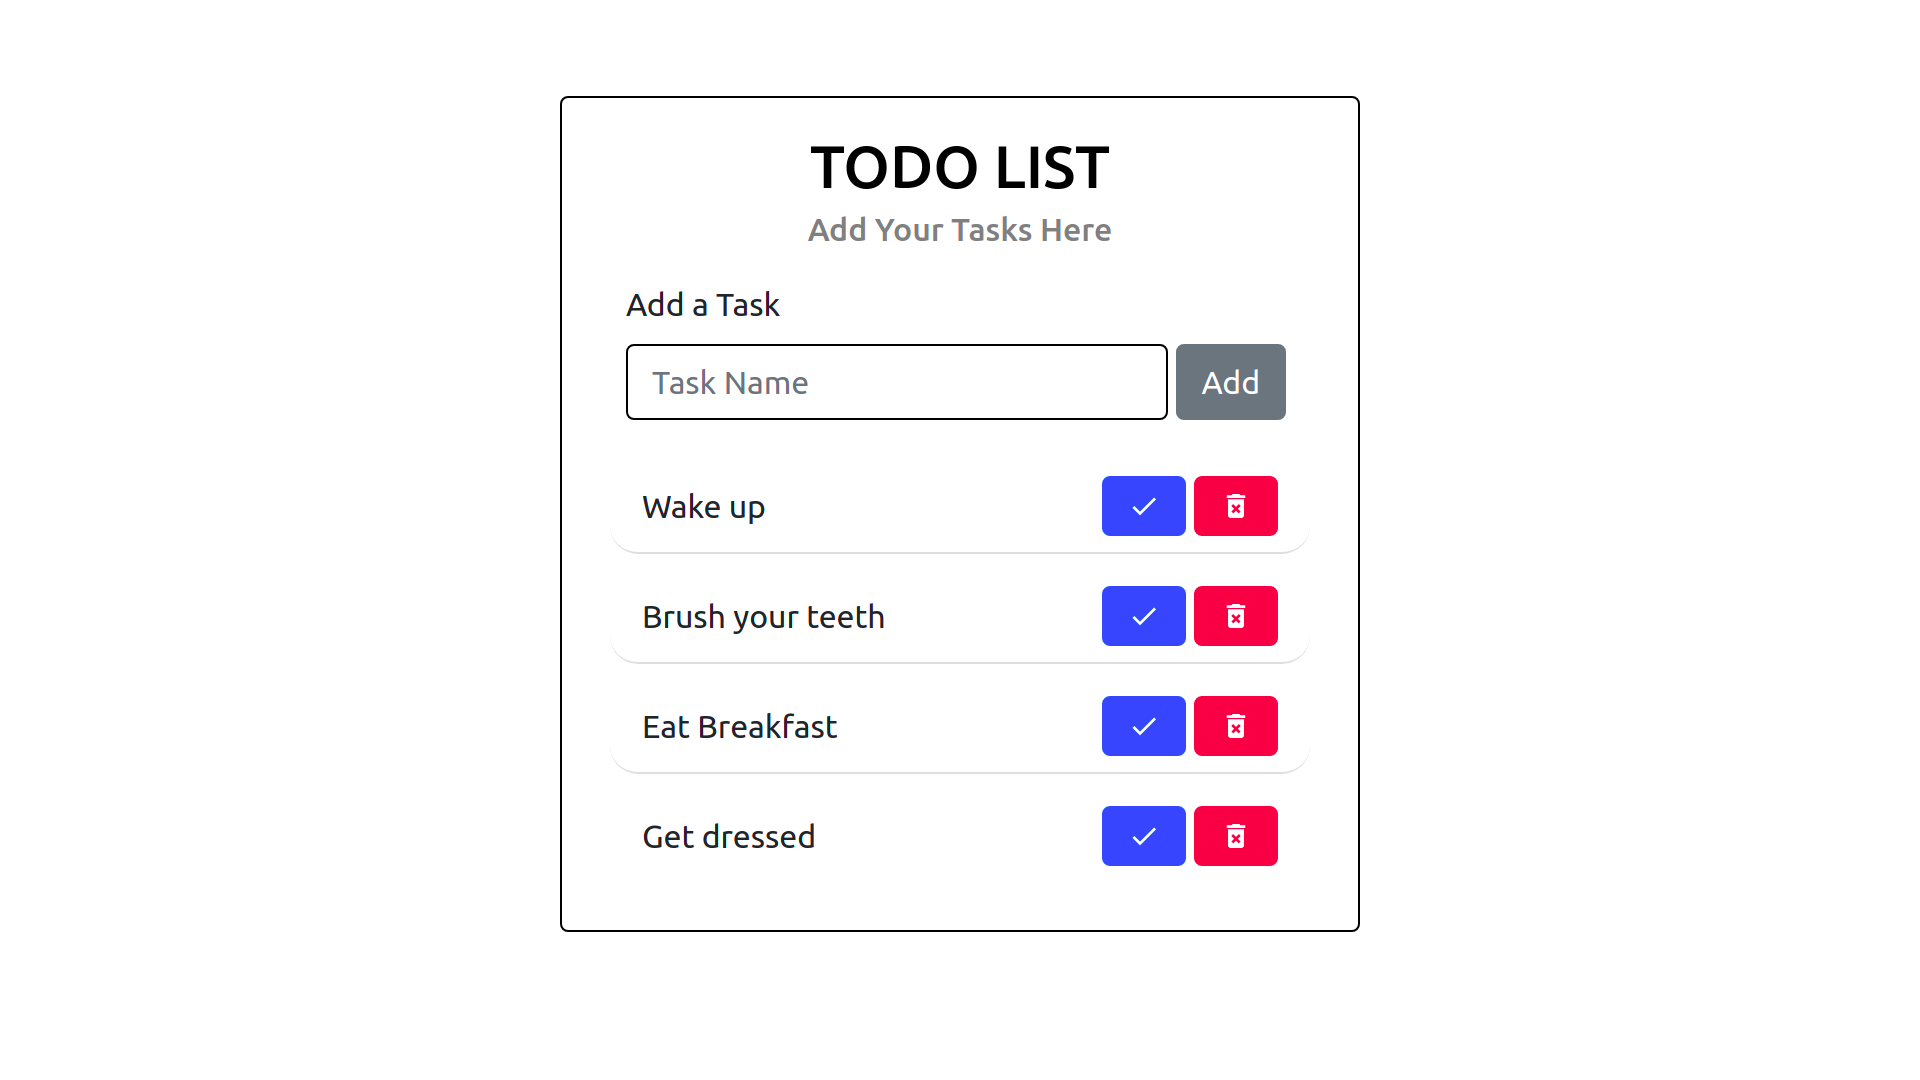 TODO LIST
Add Your Tasks Here
Add a Task
Task Name
Add
Wake up
Brush your teeth
Eat Breakfast
Get dressed